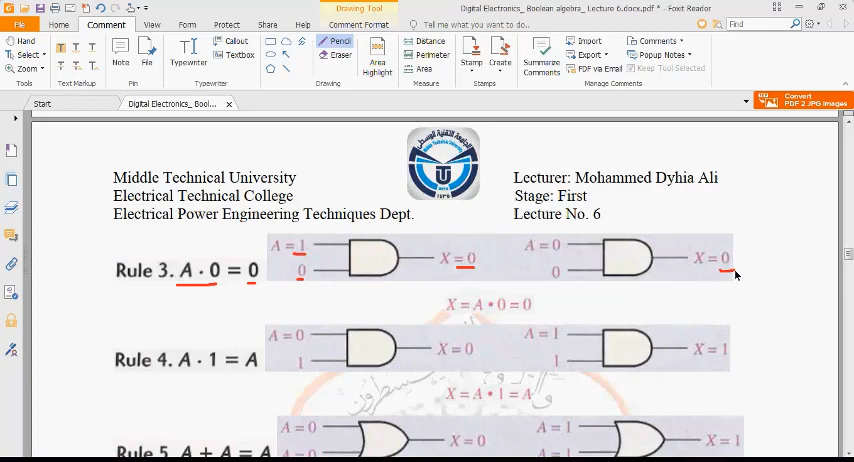 Drawing Tool
Digital Electronics_ Boolean algebra_ Lecture 6.docx.pdf * - Foxit Reader
File
Home
Comment
View
Form
Protect
Share
Help
Comment Format
Tell me what you want to do...
Find
Hand
Select
Zoom
Tools
T T T
T T T
Text Markup
Note
File
Pin
Typewriter
Callout
Textbox
Typewriter
Pencil
Eraser
Drawing
Area
Highlight
Distance
Perimeter
Area
Measure
Stamp
Create
Stamps
Summarize
Comments
Import
Export
FDF via Email
Comments
Popup Notes
Keep Tool Selected
Manage Comments
Start
Digital Electronics_ Bool...
Convert
PDF 2 JPG Images
Middle Technical University
Electrical Technical College
Electrical Power Engineering Techniques Dept.
Lecturer: Mohammed Dyhia Ali
Stage: First
Lecture No. 6
Rule 3. A · 0 = 0
A = 1
0
X = 0
A = 0
0
X = 0
X = A • 0 = 0
Rule 4. A · 1 = A
A = 0
1
X = 0
A = 1
1
X = 1
X = A • 1 = A
Rule 5. A + A = A
A = 0
A = 0
X = 0
A = 1
A = 1
X = 1